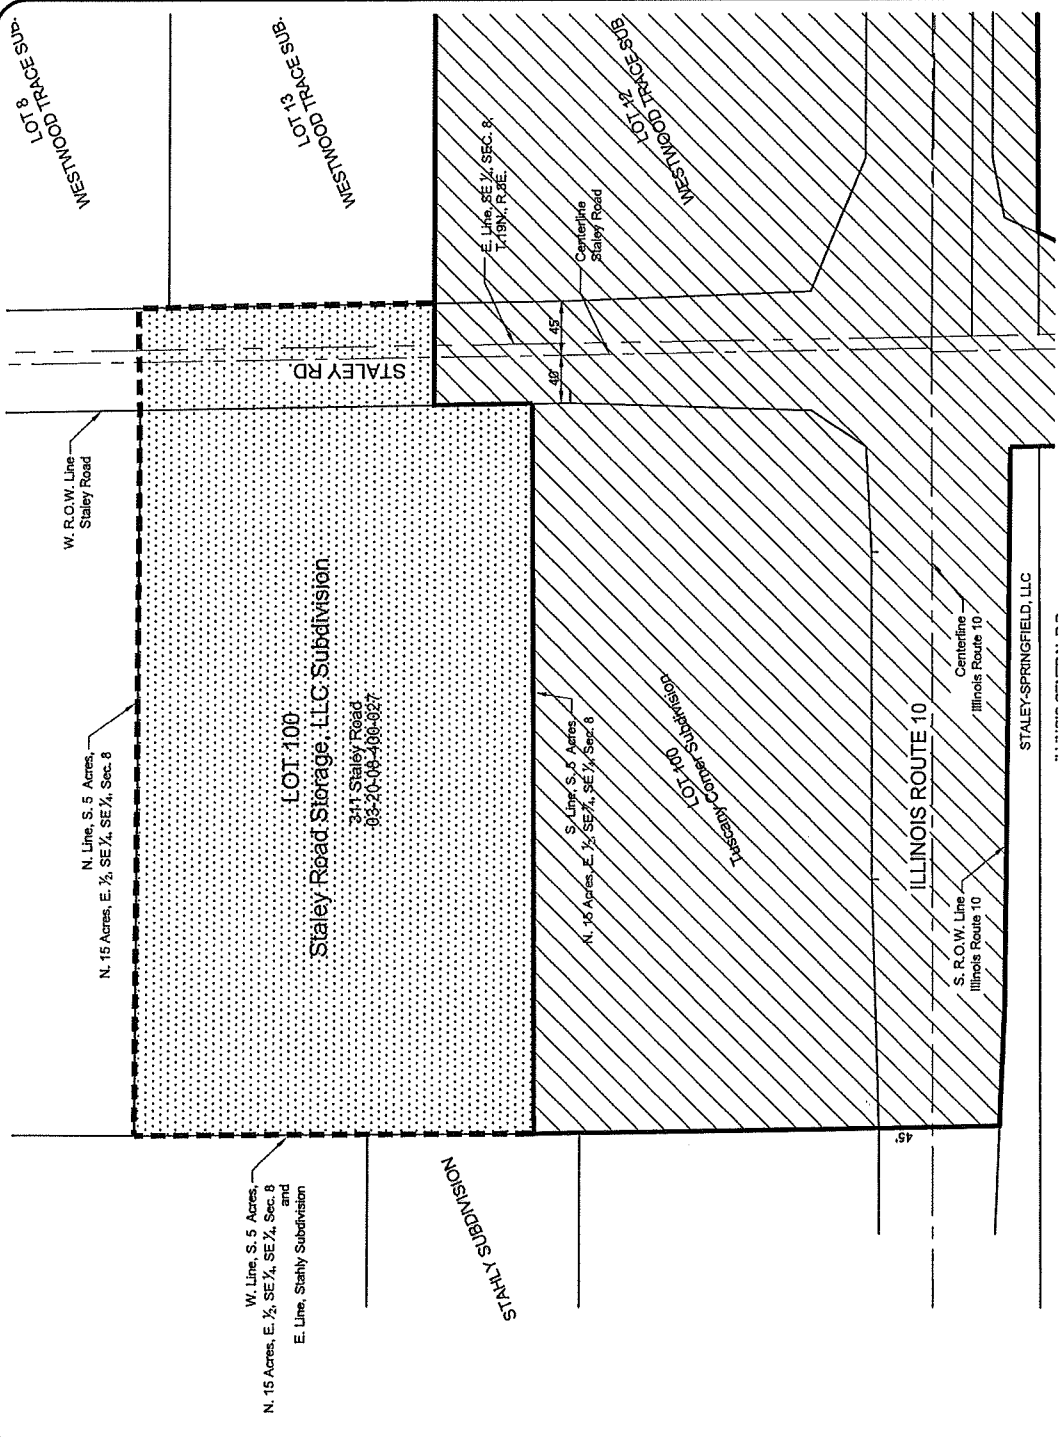 LOT 8
WESTWOOD TRACE SUB.
LOT 13
WESTWOOD TRACE SUB.
LOT 12
WESTWOOD TRACE SUB
E. Line, SE ¼, SEC. 8,
T.19N., R.8E.
Centerline
Staley Road
45'
40'
STALEY RD
W. R.O.W. Line
Staley Road
N. Line, S. 5 Acres,
N. 15 Acres, E. ½, SE ¼, SE ¼, Sec. 8
LOT 100
Staley Road Storage, LLC Subdivision
311 Staley Road
03-20-08-400-027
S. Line, S. 5 Acres,
N. 15 Acres, E. ½, SE ¼, SE ¼, Sec. 8
LOT 100
Tuscany Corner Subdivision
W. Line, S. 5 Acres,
N. 15 Acres, E. ½, SE ¼, SE ¼, Sec. 8
and
E. Line, Stahly Subdivision
STAHLY SUBDIVISION
ILLINOIS ROUTE 10
Centerline
Illinois Route 10
S. R.O.W. Line
Illinois Route 10
45'
STALEY-SPRINGFIELD, LLC